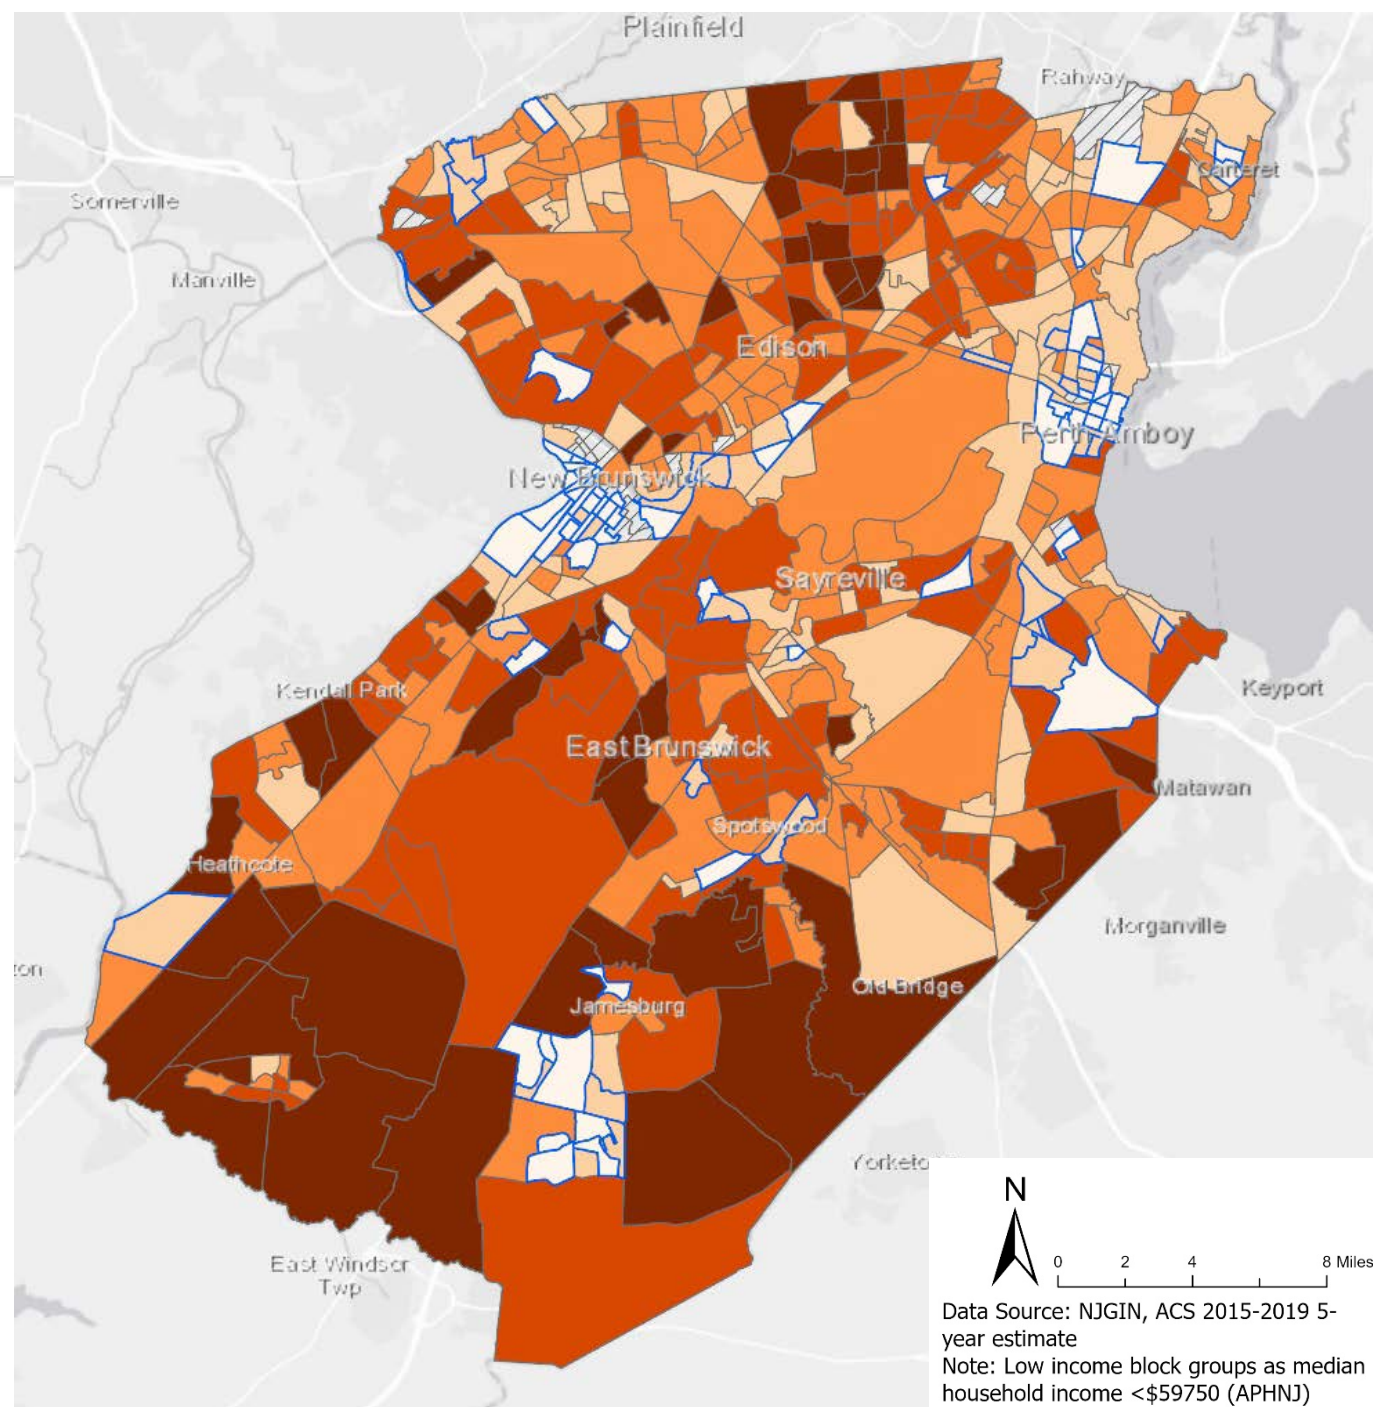 Plainfield
Rahway
Carteret
Somerville
Manville
Edison
Perth Amboy
New Brunswick
Sayreville
Kendall Park
Keyport
East Brunswick
Matawan
Spotswood
Heathcote
Morganville
ton
Old Bridge
Jamesburg
N
0 2 4 8 Miles
East Windsor
Twp
Data Source: NJGIN, ACS 2015-2019 5-
year estimate
Note: Low income block groups as median
household income <$59750 (APHNJ)